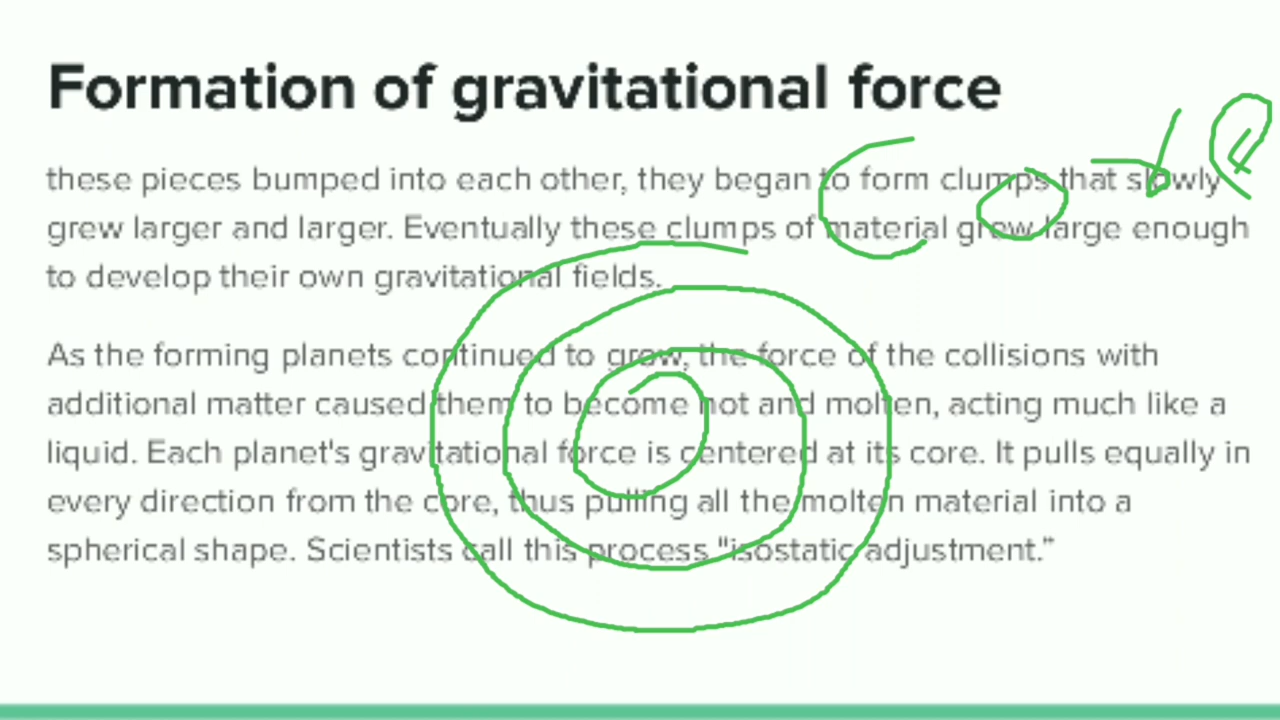 Formation of gravitational force
these pieces bumped into each other, they began to form clumps that slowly
grew larger and larger. Eventually these clumps of material grew large enough
to develop their own gravitational fields.
As the forming planets continued to grow, the force of the collisions with
additional matter caused them to become hot and molten, acting much like a
liquid. Each planet's gravitational force is centered at its core. It pulls equally in
every direction from the core, thus pulling all the molten material into a
spherical shape. Scientists call this process "isostatic adjustment.”